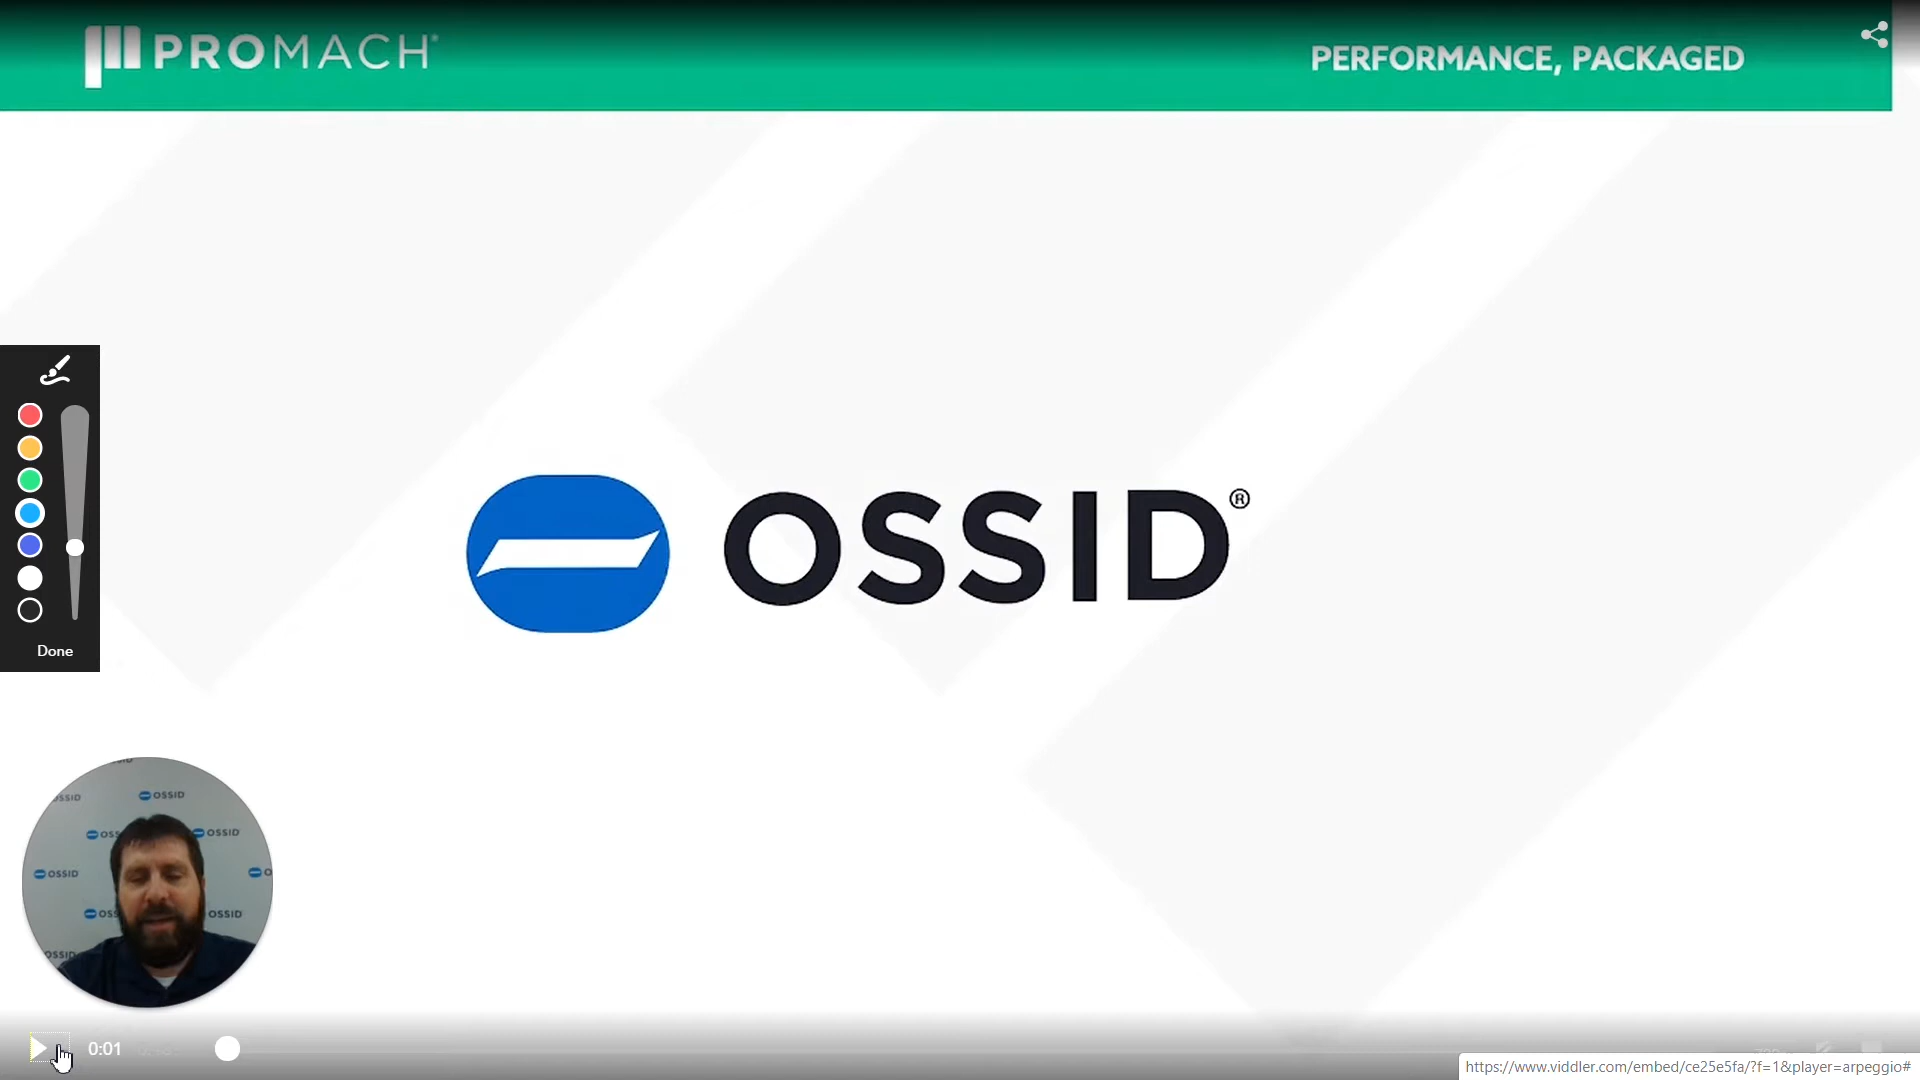 PROMACH®
PERFORMANCE, PACKAGED
OSSID®
Done
OSSID
OSSID
OSSID
OSSID
OSSID
0:01
https://www.viddler.com/embed/ce25e5fa/?f=1&player=arpeggio#